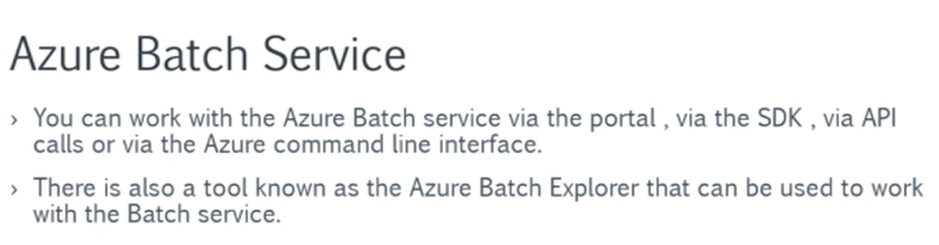 Azure Batch Service
› You can work with the Azure Batch service via the portal , via the SDK , via API
calls or via the Azure command line interface.
› There is also a tool known as the Azure Batch Explorer that can be used to work
with the Batch service.